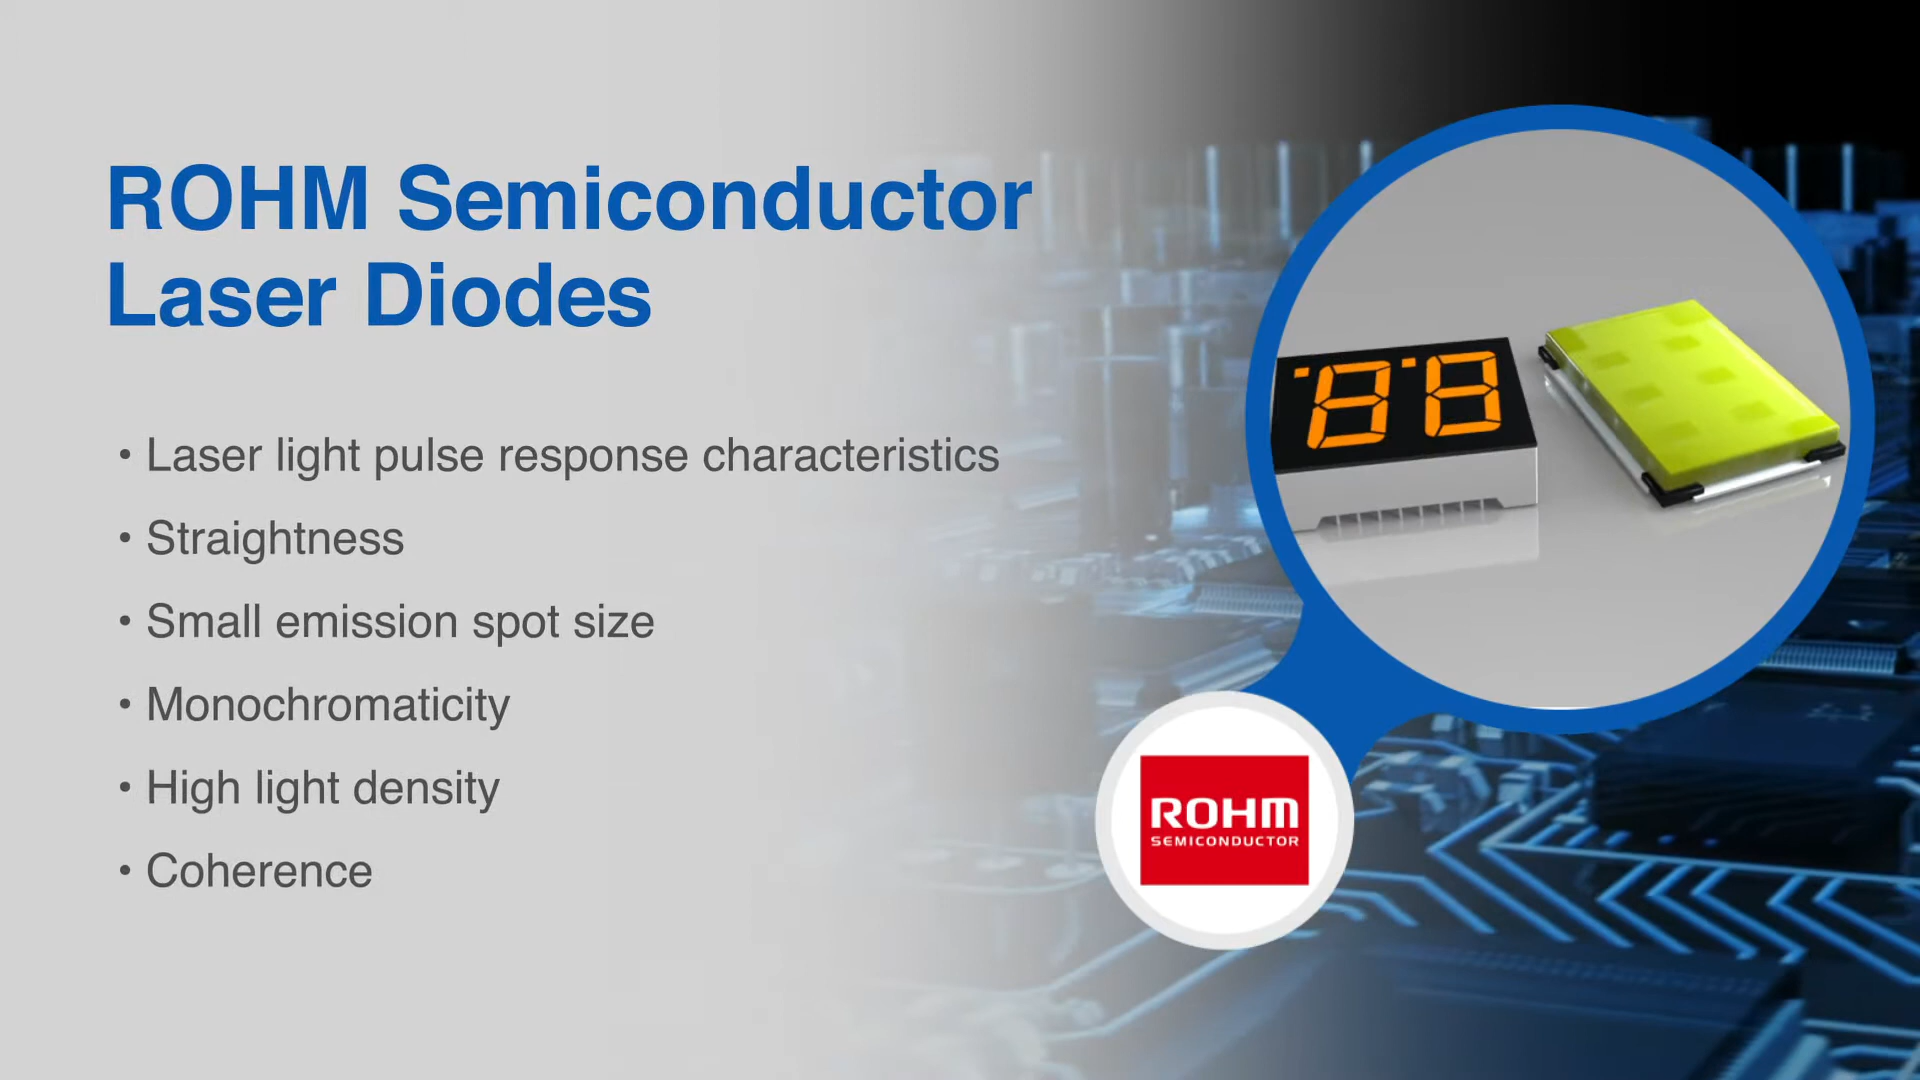 ROHM Semiconductor
Laser Diodes
• Laser light pulse response characteristics
• Straightness
• Small emission spot size
• Monochromaticity
• High light density
• Coherence
88
ROHM
SEMICONDUCTOR